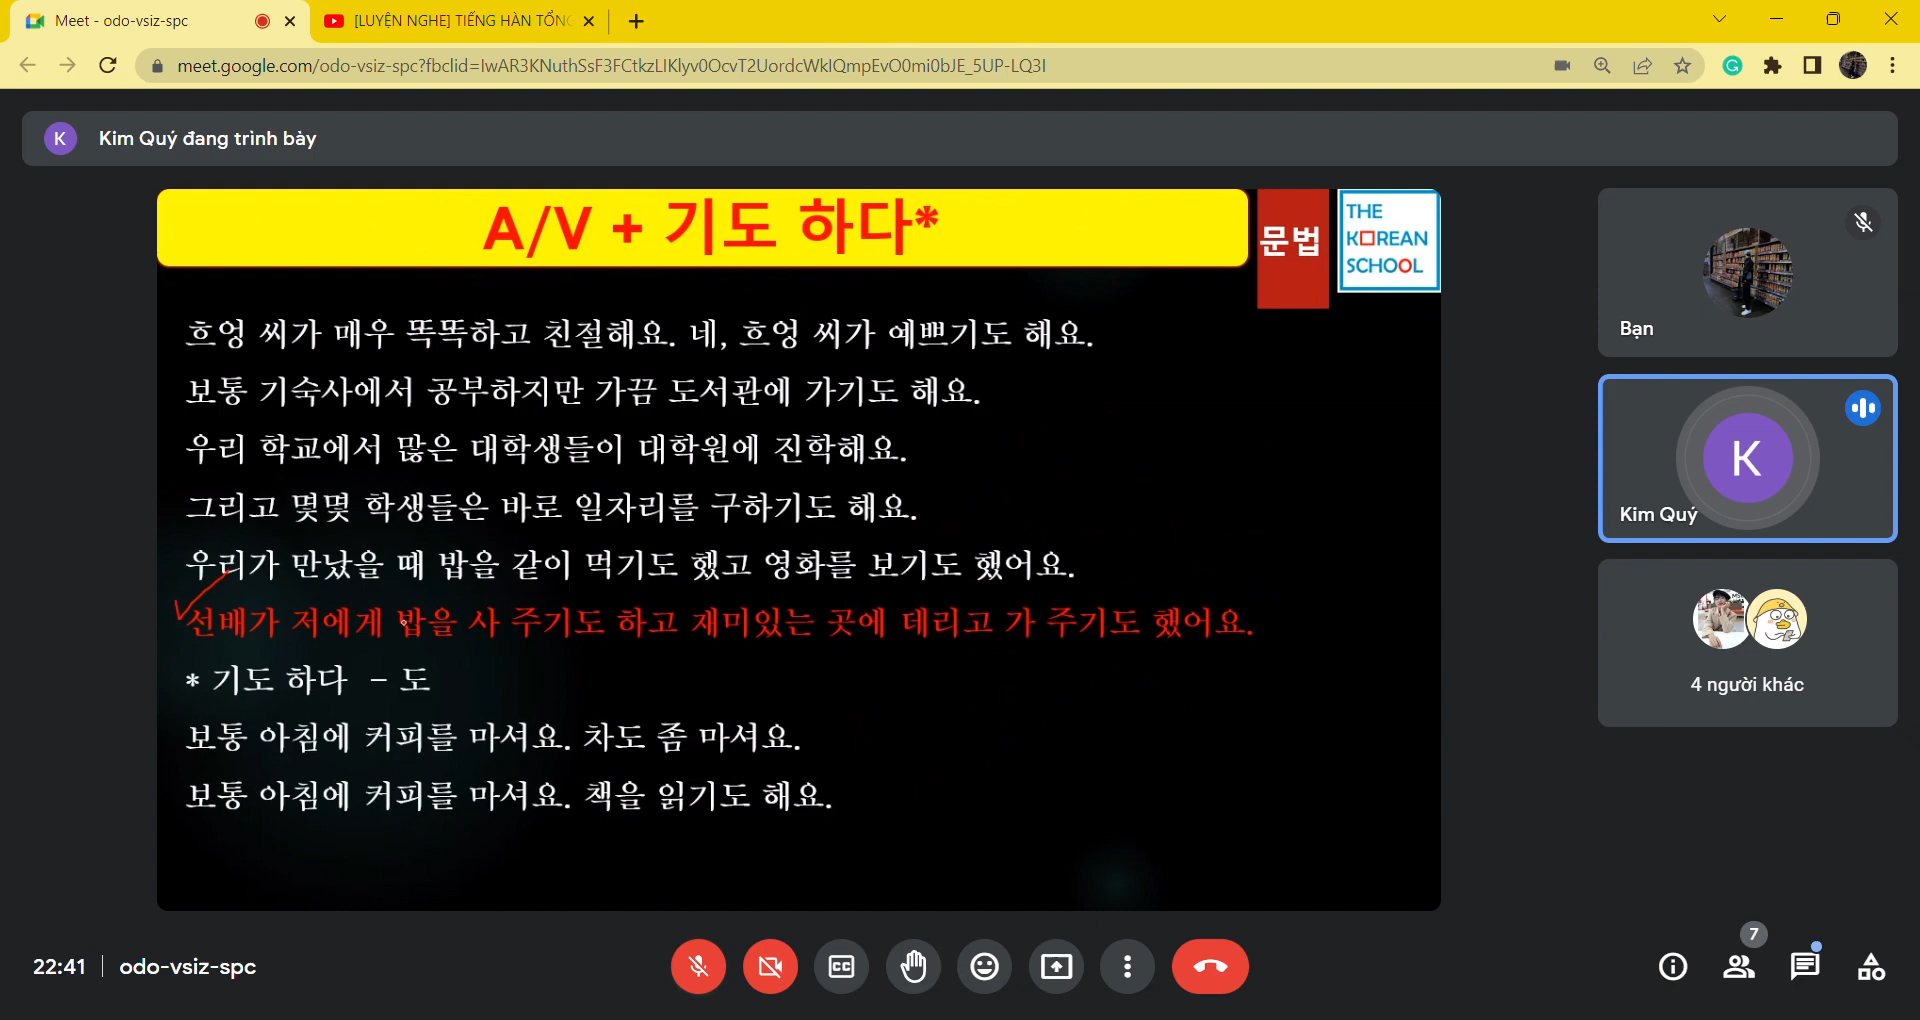 Meet - odo-vsiz-spc
[LUYỆN NGHE] TIẾNG HÀN TỔNG
meet.google.com/odo-vsiz-spc?fbclid=IwAR3KNuthSsF3FCtkzLIKlyv0OcvT2UordcWkIQmpEvO0mi0bJE_5UP-LQ3I
K
Kim Quý đang trình bày
A/V + 기도 하다*
문법
THE
KOREAN
SCHOOL
흐엉 씨가 매우 똑똑하고 친절해요. 네, 흐엉 씨가 예쁘기도 해요.
보통 기숙사에서 공부하지만 가끔 도서관에 가기도 해요.
우리 학교에서 많은 대학생들이 대학원에 진학해요.
그리고 몇몇 학생들은 바로 일자리를 구하기도 해요.
우리가 만났을 때 밥을 같이 먹기도 했고 영화를 보기도 했어요.
선배가 저에게 밥을 사 주기도 하고 재미있는 곳에 데리고 가 주기도 했어요.
* 기도 하다 - 도
보통 아침에 커피를 마셔요. 차도 좀 마셔요.
보통 아침에 커피를 마셔요. 책을 읽기도 해요.
Bạn
K
Kim Quý
4 người khác
22:41
odo-vsiz-spc
CC
7